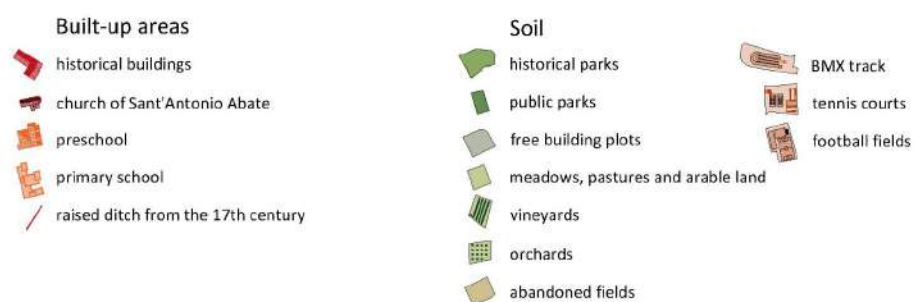 Built-up areas
historical buildings
church of Sant'Antonio Abate
preschool
primary school
raised ditch from the 17th century
Soil
historical parks
public parks
free building plots
meadows, pastures and arable land
vineyards
orchards
abandoned fields
BMX track
tennis courts
football fields